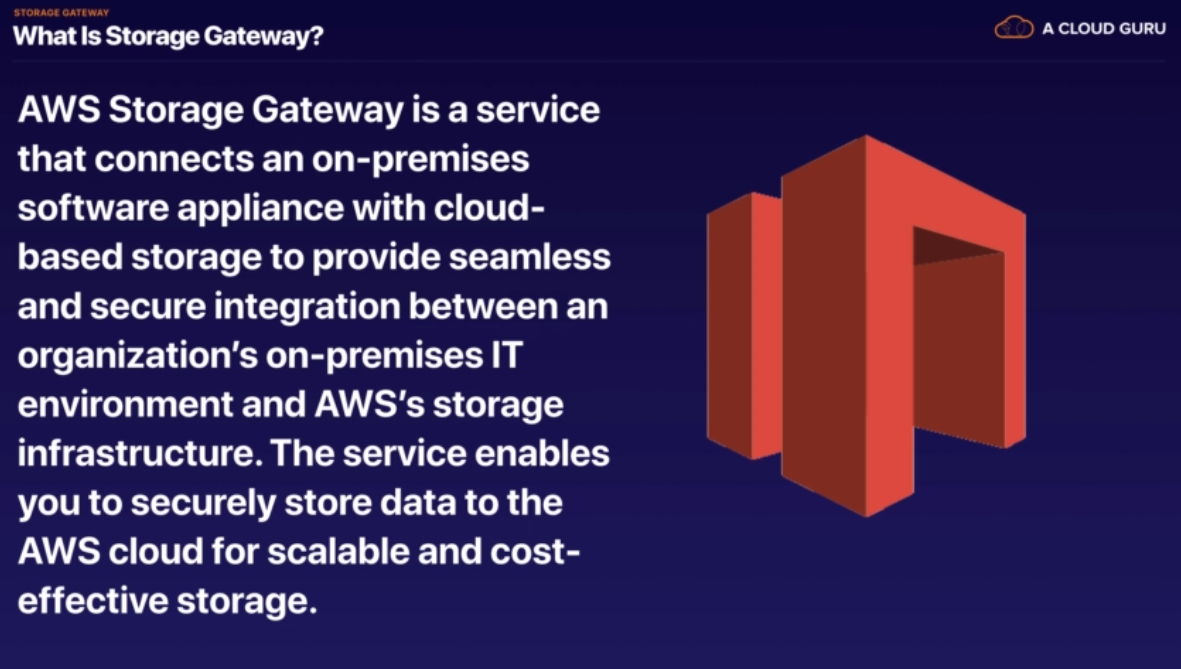 STORAGE GATEWAY
What Is Storage Gateway?
A CLOUD GURU
AWS Storage Gateway is a service
that connects an on-premises
software appliance with cloud-
based storage to provide seamless
and secure integration between an
organization’s on-premises IT
environment and AWS’s storage
infrastructure. The service enables
you to securely store data to the
AWS cloud for scalable and cost-
effective storage.